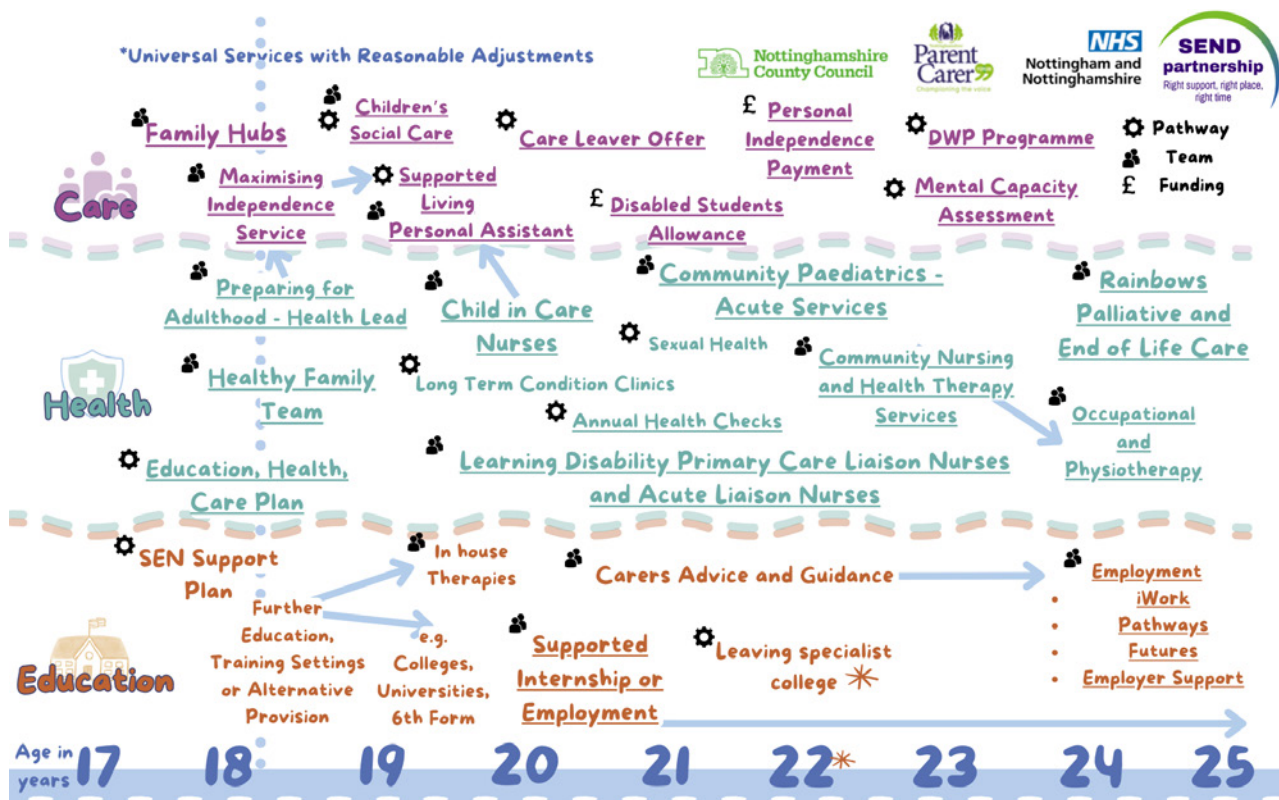 *Universal Services with Reasonable Adjustments
Nottinghamshire
County Council
Parent
Carer
Championing the voice
NHS
Nottingham and
Nottinghamshire
SEND
partnership
Right support, right place,
right time
Pathway
Team
£ Funding
Care
Family Hubs
Children's
Social Care
Care Leaver Offer
£ Personal
Independence
Payment
DWP Programme
Maximising
Independence
Service
Supported
Living
Personal Assistant
£ Disabled Students
Allowance
Mental Capacity
Assessment
Health
Preparing for
Adulthood - Health Lead
Child in Care
Nurses
Community Paediatrics -
Acute Services
Rainbows
Palliative and
End of Life Care
Sexual Health
Healthy Family
Team
Long Term Condition Clinics
Community Nursing
and Health Therapy
Services
Annual Health Checks
Occupational
and
Physiotherapy
Education, Health,
Care Plan
Learning Disability Primary Care Liaison Nurses
and Acute Liaison Nurses
Education
SEN Support
Plan
In house
Therapies
Carers Advice and Guidance
Employment
• iWork
• Pathways
• Futures
• Employer Support
Further
Education,
Training Settings
or Alternative
Provision
e.g.
Colleges,
Universities,
6th Form
Supported
Internship or
Employment
Leaving specialist
college *
Age in
years
17 18 19 20 21 22* 23 24 25